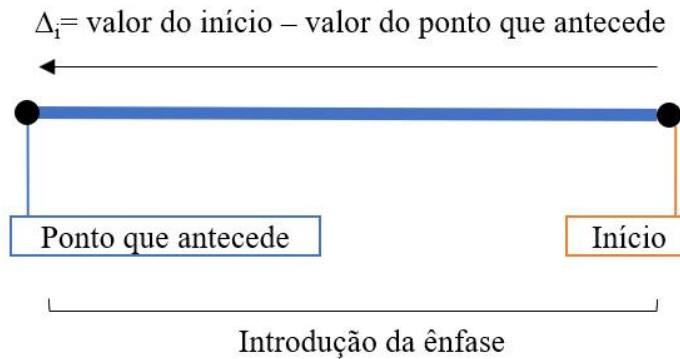 Δi= valor do início – valor do ponto que antecede
Ponto que antecede
Início
Introdução da ênfase